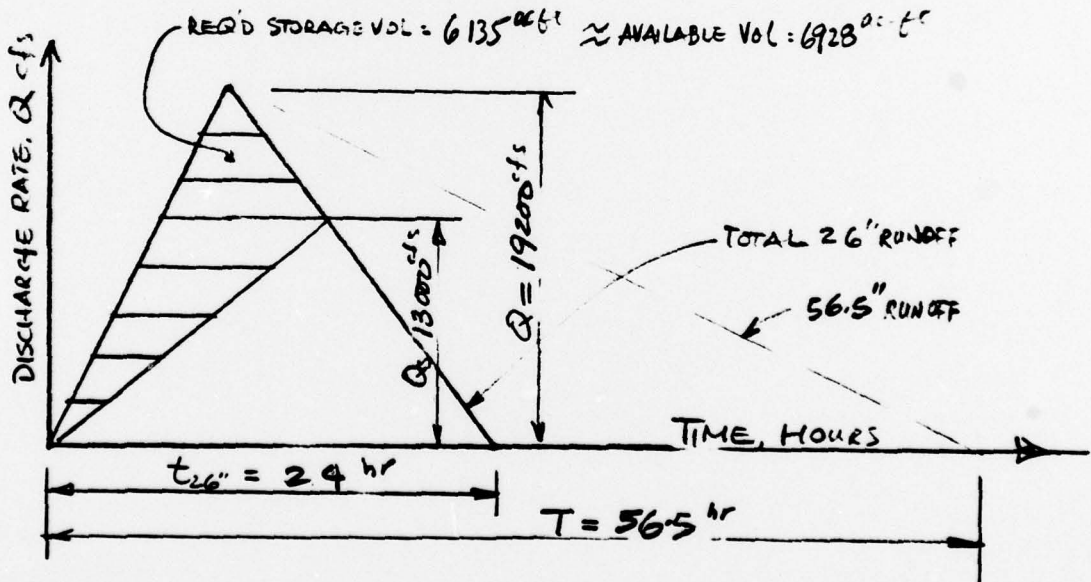 REQ'D STORAGE VOL = 6135 ac ft ≈ AVAILABLE VOL : 6928 ac-ft
DISCHARGE RATE, Q cfs
Qs 13000 cfs
Q = 19200 cfs
TOTAL 26" RUNOFF
56.5" RUNOFF
TIME, HOURS
t26" = 24 hr
T = 56.5 hr